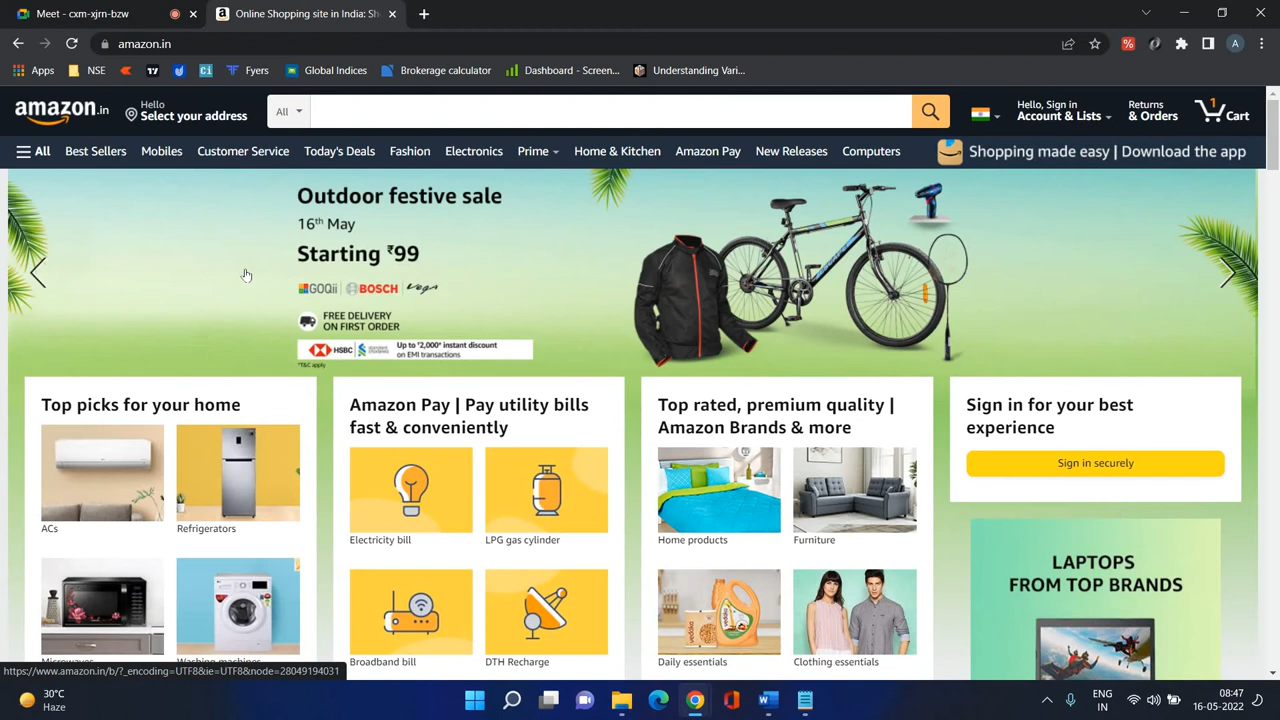 Meet - cxm-xjrn-bzw
Online Shopping site in India: Sh
amazon.in
Apps
NSE
Ci
Fyers
Global Indices
Brokerage calculator
Dashboard - Screen...
Understanding Vari...
amazon.in
Hello
Select your address
All
1
Cart
Hello, Sign in
Account & Lists
Returns
& Orders
All
Best Sellers
Mobiles
Customer Service
Today's Deals
Fashion
Electronics
Prime
Home & Kitchen
Amazon Pay
New Releases
Computers
Shopping made easy | Download the app
Outdoor festive sale
16th May
Starting ₹99
GOQii
BOSCH
Vega
FREE DELIVERY
ON FIRST ORDER
HSBC
Up to ₹2,000* instant discount
on EMI transactions
*T&C apply
Top picks for your home
ACs
Refrigerators
Microwaves
Washing machines
Amazon Pay | Pay utility bills
fast & conveniently
Electricity bill
LPG gas cylinder
Broadband bill
DTH Recharge
Top rated, premium quality |
Amazon Brands & more
Home products
Furniture
Daily essentials
Clothing essentials
Sign in for your best
experience
Sign in securely
LAPTOPS
FROM TOP BRANDS
https://www.amazon.in/b/?_encoding=UTF8&ie=UTF8&node=28049194031
30°C
Haze
ENG
IN
08:47
16-05-2022